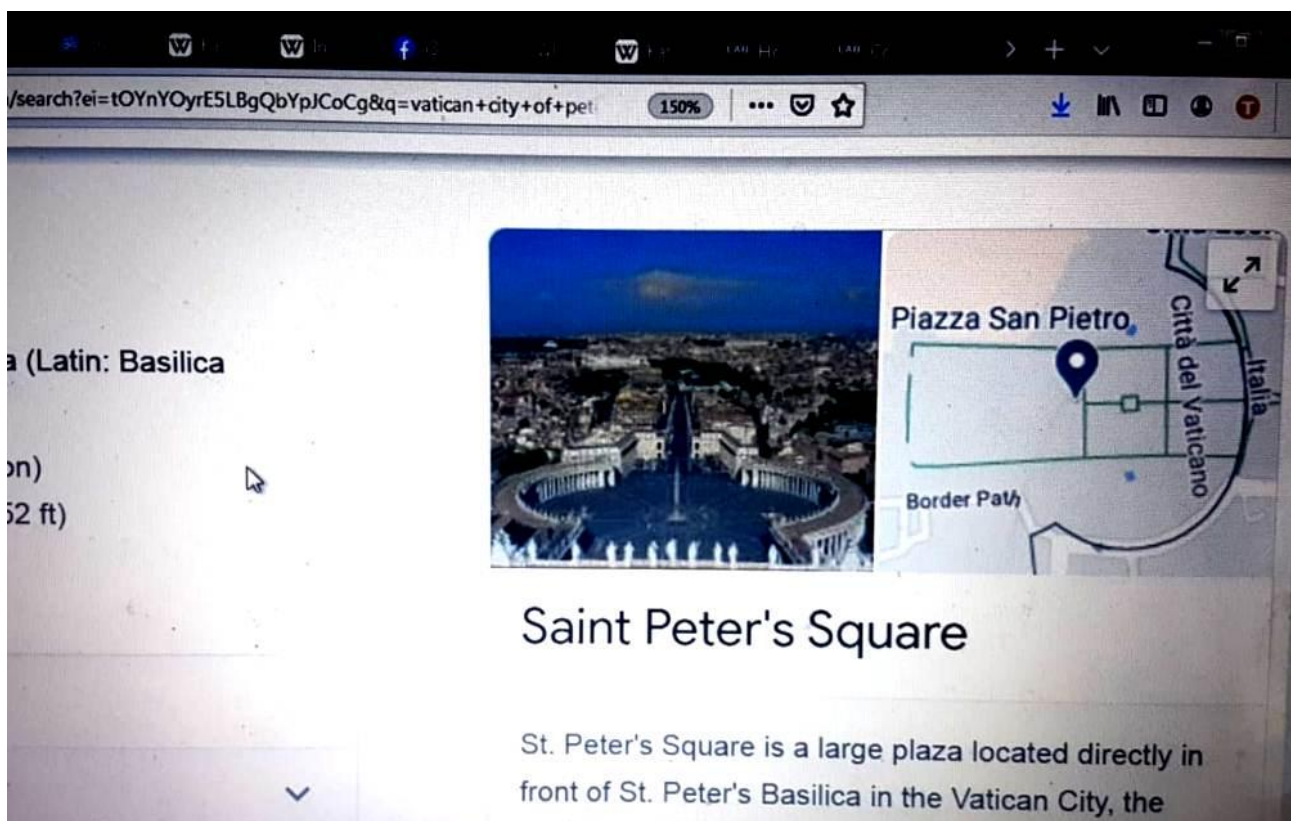 /search?ei=tOYnYOyrE5LBgQbYpJCoCg&q=vatican+city+of+pet
150%
Piazza San Pietro
Città del Vaticano
Italia
(Latin: Basilica
Border Path
52 ft)
Saint Peter's Square
St. Peter's Square is a large plaza located directly in
front of St. Peter's Basilica in the Vatican City, the